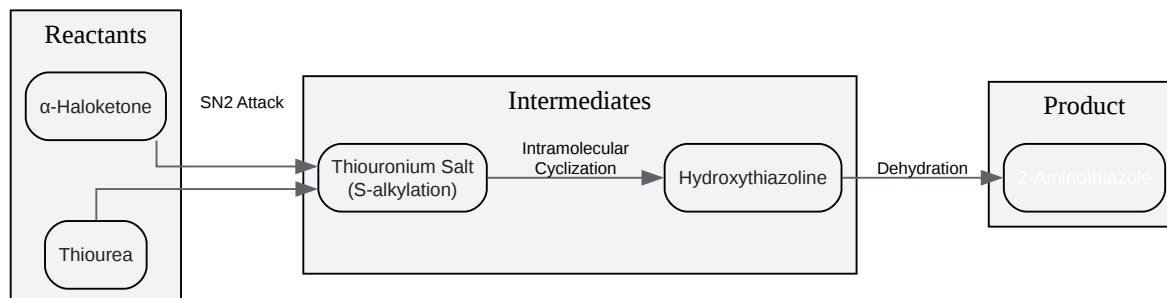 Reactants
α-Haloketone
Thiourea
SN2 Attack
Intermediates
Thiouronium Salt
(S-alkylation)
Intramolecular
Cyclization
Hydroxythiazoline
Dehydration
Product
2-Aminothiazole